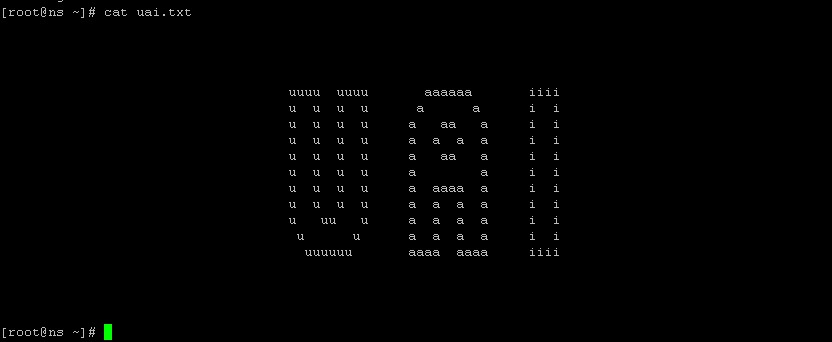 [root@ns ~]# cat uai.txt
uuuu  uuuu       aaaaaa       iiii
u  u  u  u      a      a      i  i
u  u  u  u     a   aa   a     i  i
u  u  u  u     a  a  a  a     i  i
u  u  u  u     a   aa   a     i  i
u  u  u  u     a        a     i  i
u  u  u  u     a  aaaa  a     i  i
u  u  u  u     a  a  a  a     i  i
u   uu   u     a  a  a  a     i  i
 u      u      a  a  a  a     i  i
  uuuuuu       aaaa  aaaa     iiii
[root@ns ~]#